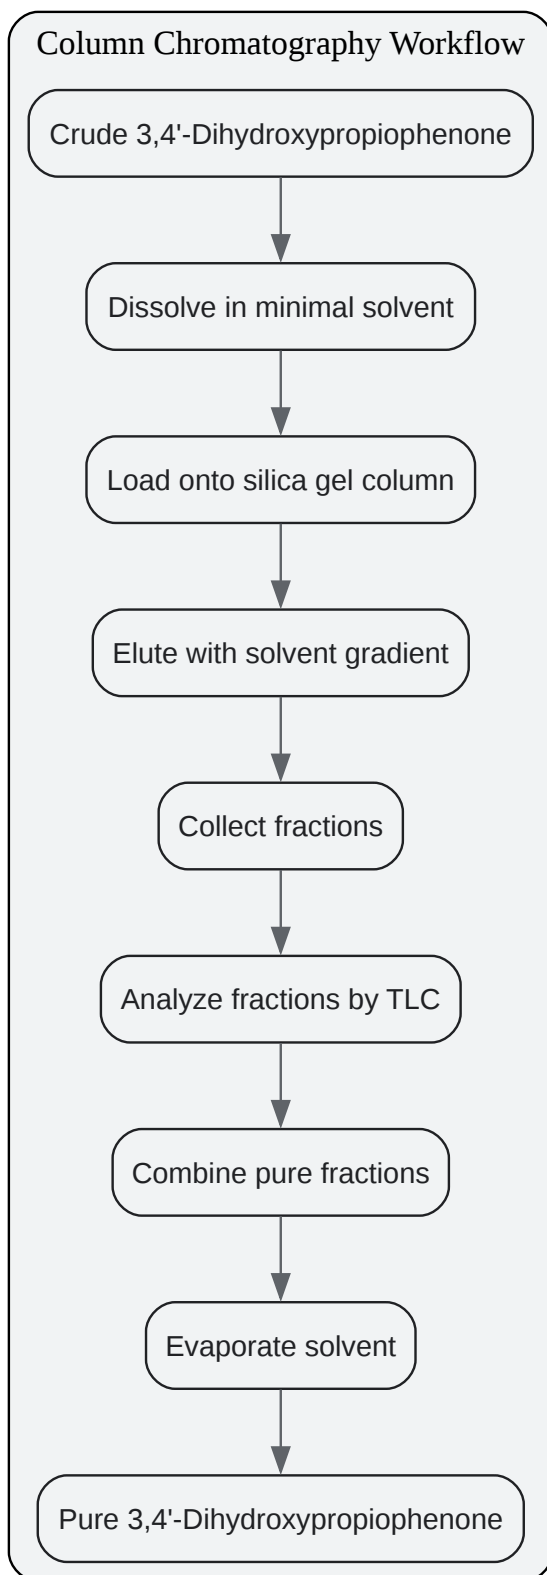 Column Chromatography Workflow
Crude 3,4'-Dihydroxypropiophenone
Dissolve in minimal solvent
Load onto silica gel column
Elute with solvent gradient
Collect fractions
Analyze fractions by TLC
Combine pure fractions
Evaporate solvent
Pure 3,4'-Dihydroxypropiophenone